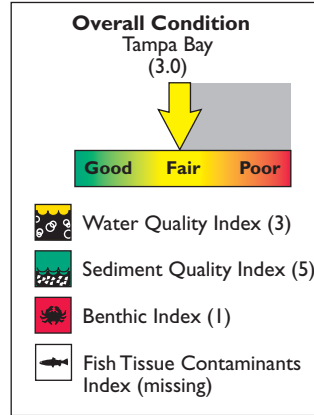 Overall Condition
Tampa Bay
(3.0)
Good Fair Poor
Water Quality Index (3)
Sediment Quality Index (5)
Benthic Index (1)
Fish Tissue Contaminants
Index (missing)